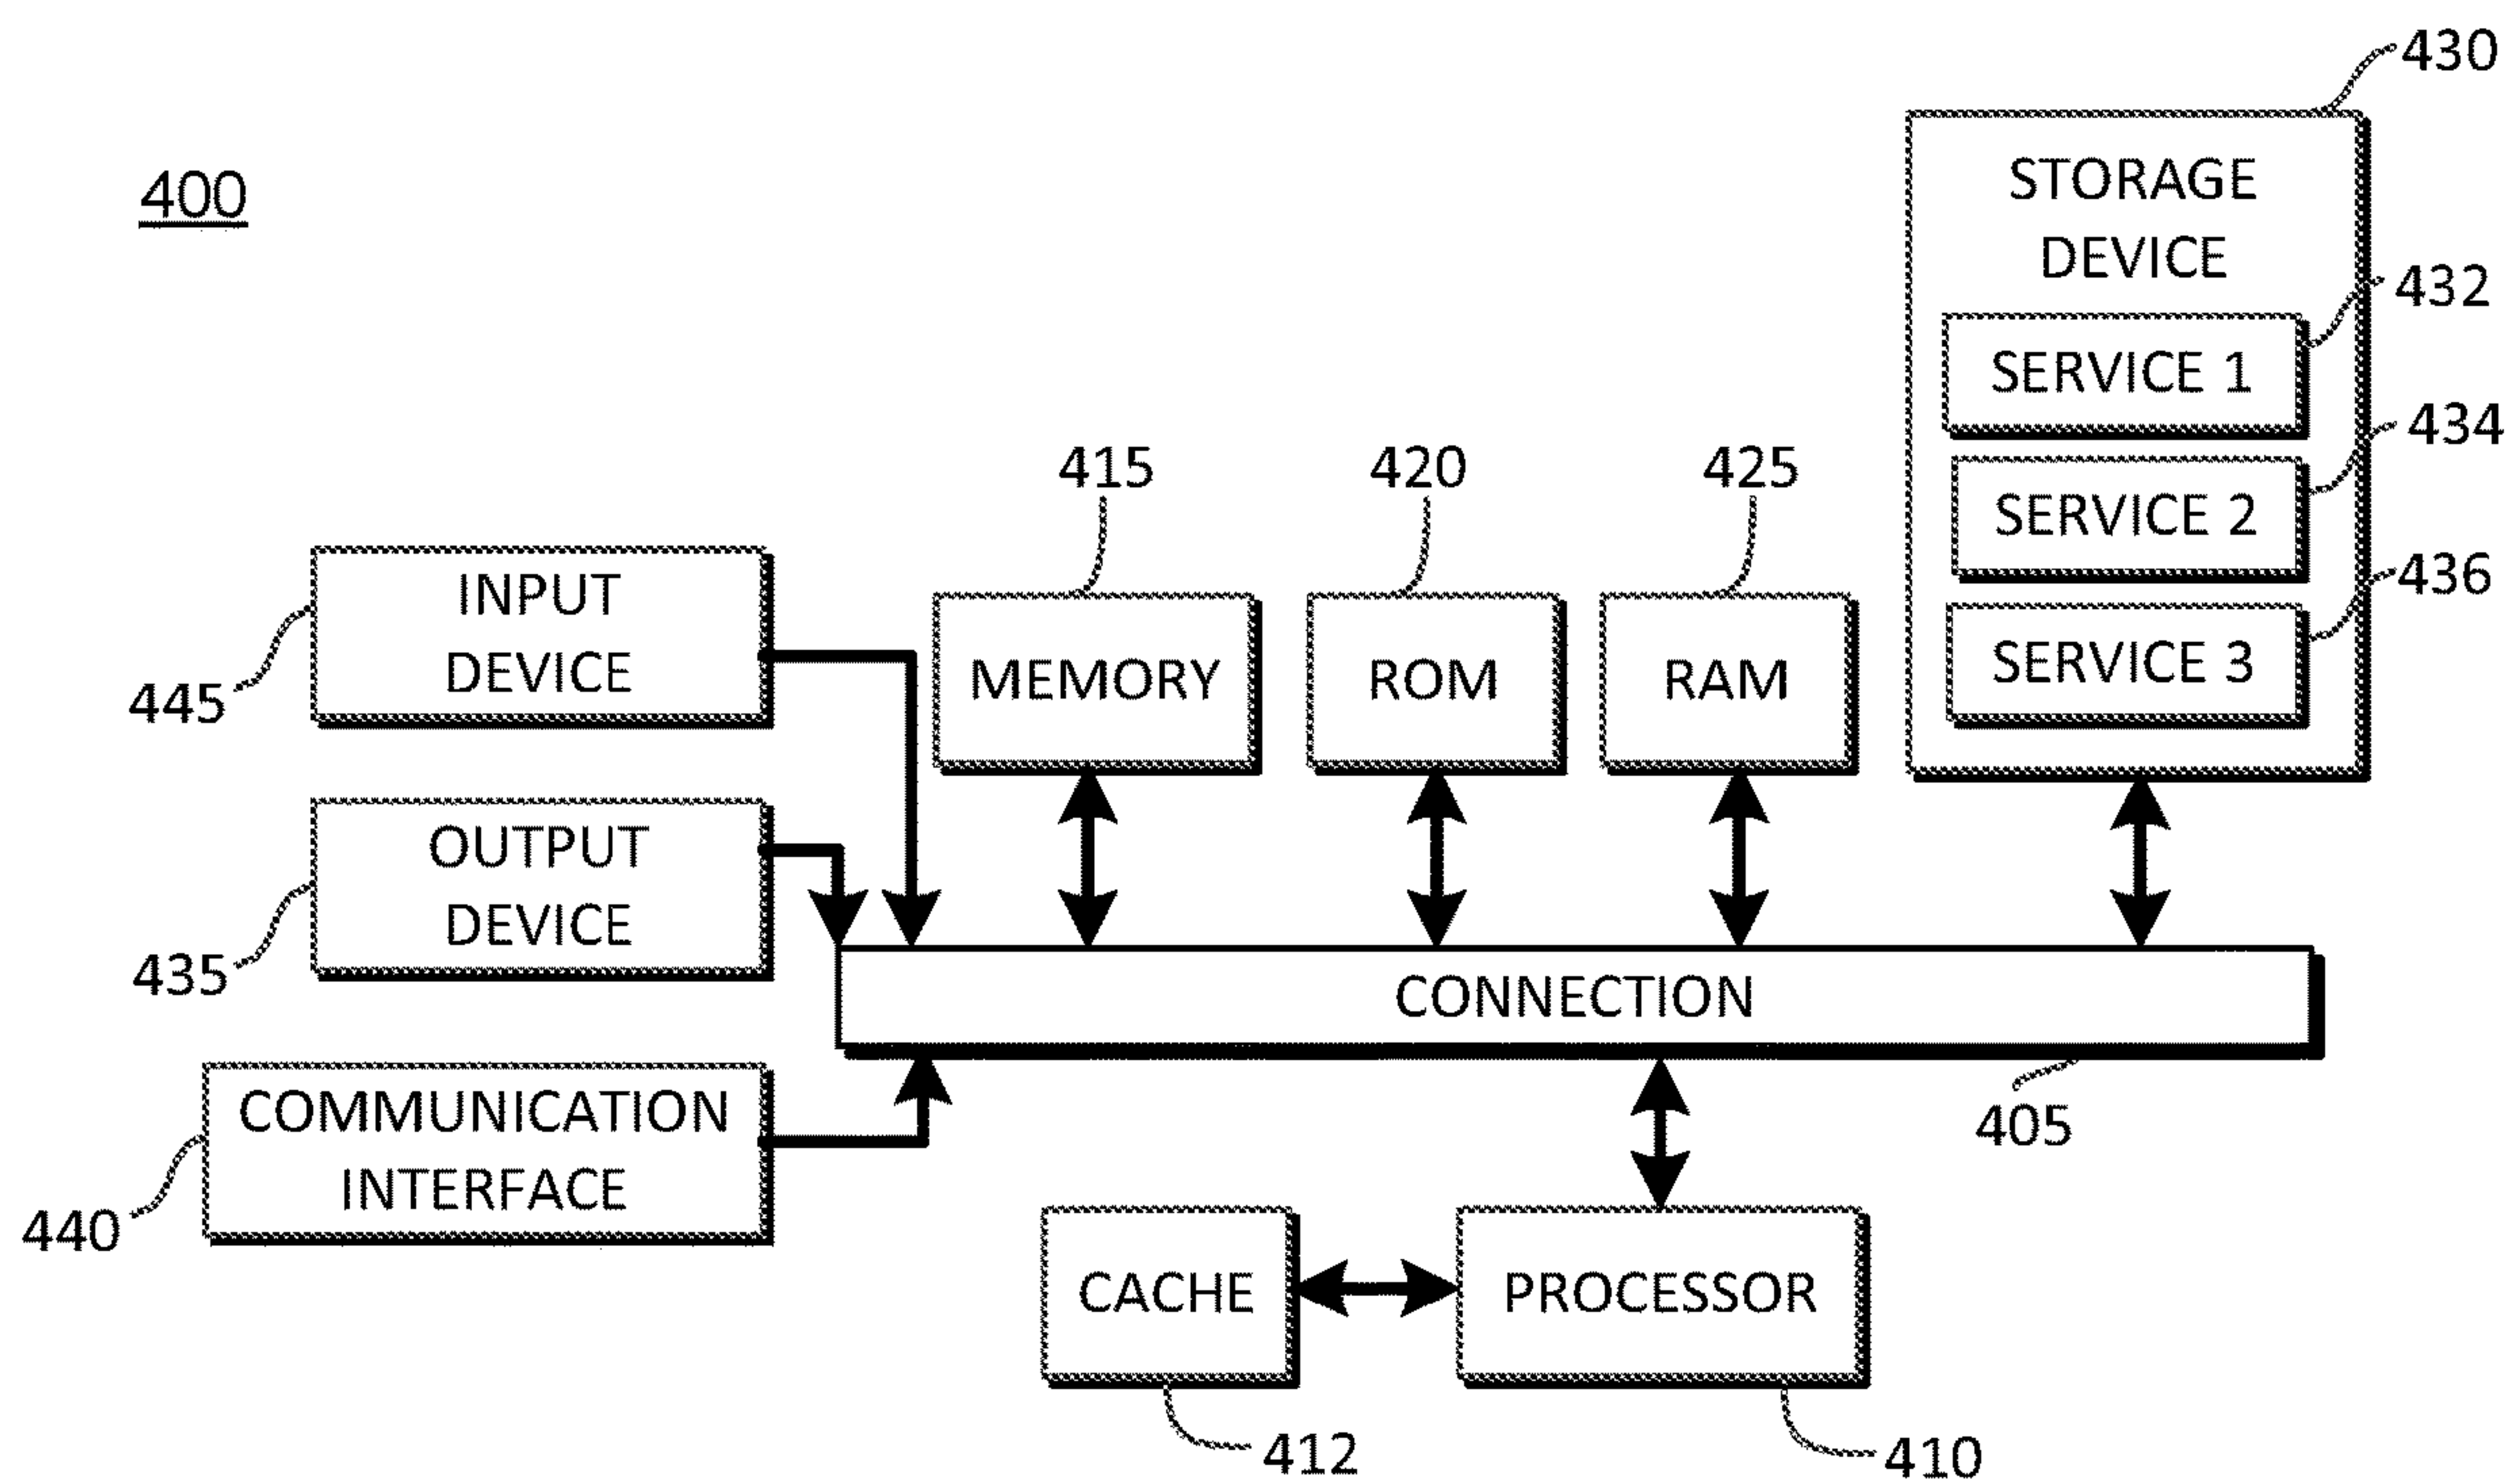 430
400
STORAGE
DEVICE
432
SERVICE 1
434
415
420
425
SERVICE 2
436
INPUT
DEVICE
445
MEMORY
ROM
RAM
SERVICE 3
OUTPUT
DEVICE
435
CONNECTION
405
COMMUNICATION
INTERFACE
440
CACHE
PROCESSOR
412
410